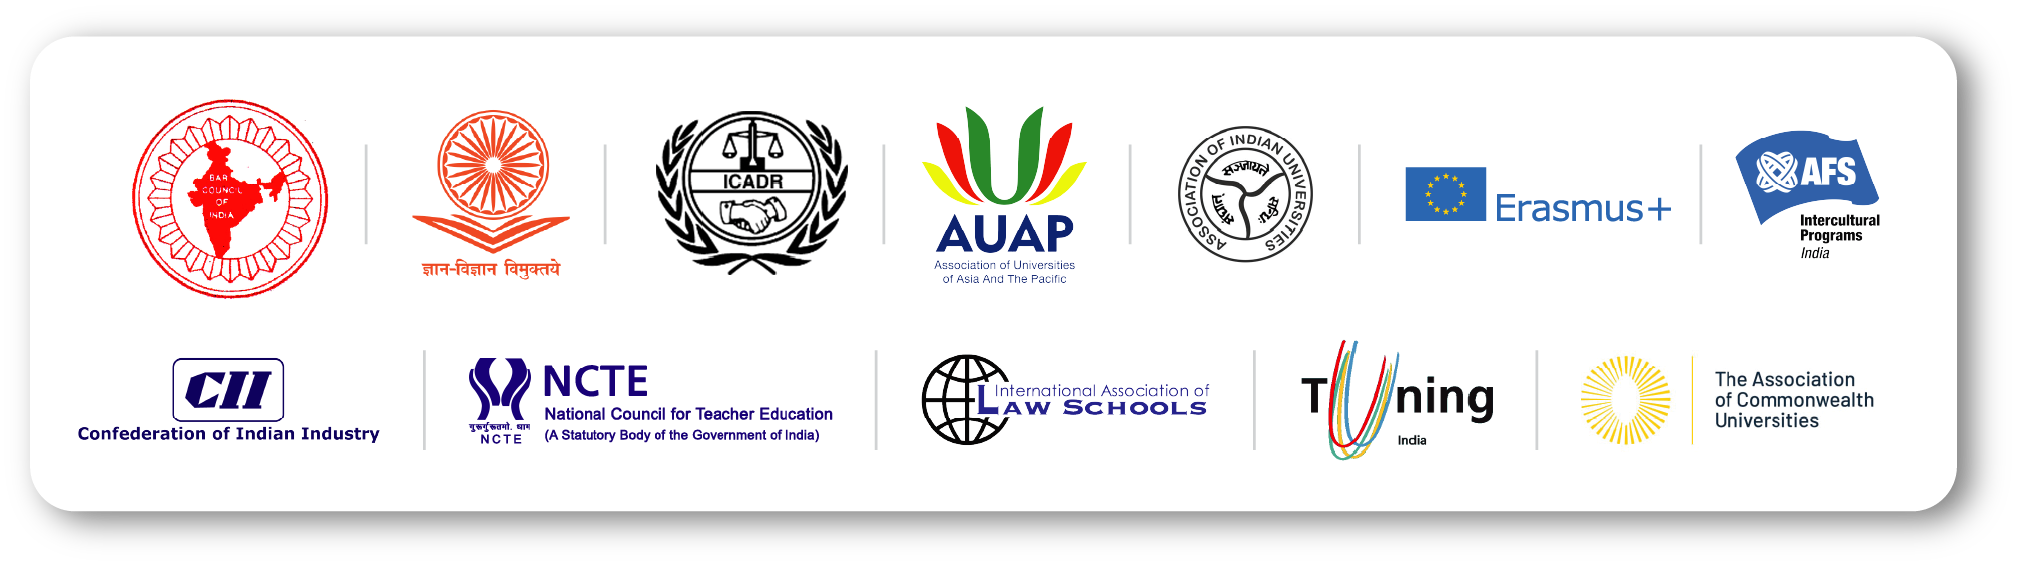 BAR
COUNCIL
OF
INDIA
ज्ञान-विज्ञान विमुक्तये
ICADR
AUAP
Association of Universities
of Asia And The Pacific
ASSOCIATION OF INDIAN UNIVERSITIES
Erasmus+
AFS
Intercultural
Programs
India
CII
Confederation of Indian Industry
NCTE
National Council for Teacher Education
(A Statutory Body of the Government of India)
NCTE
International Association of
LAW SCHOOLS
Tuning
India
The Association
of Commonwealth
Universities